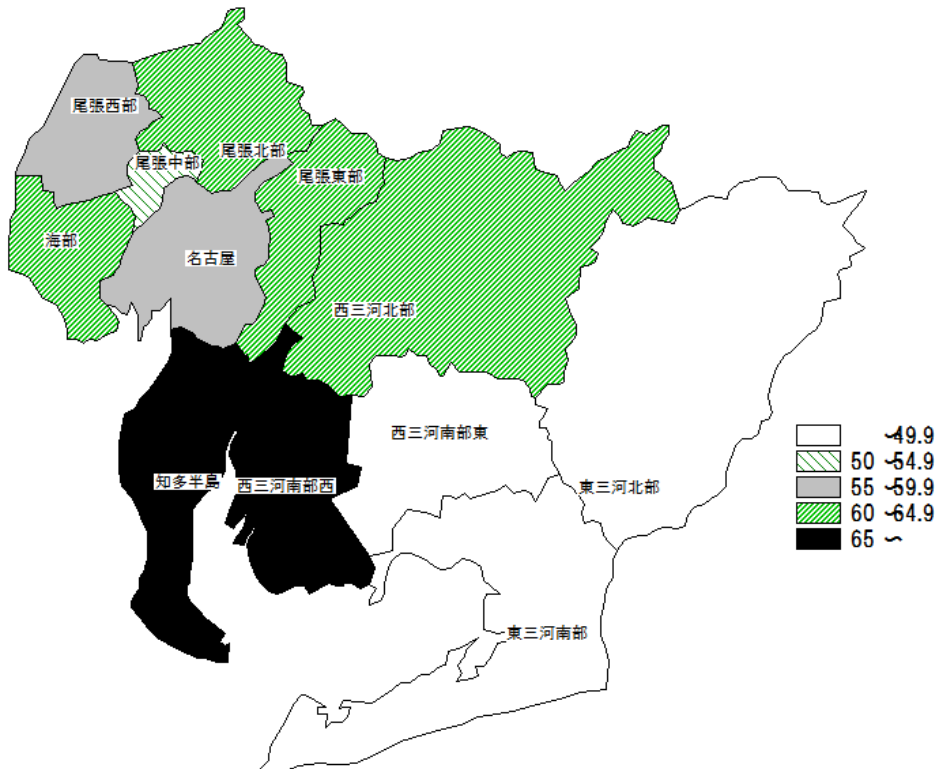 尾張西部
尾張北部
尾張中部
尾張東部
海部
名古屋
西三河北部
西三河南部東
知多半島
西三河南部西
東三河北部
東三河南部
~49.9
50 ~54.9
55 ~59.9
60 ~64.9
65 ~